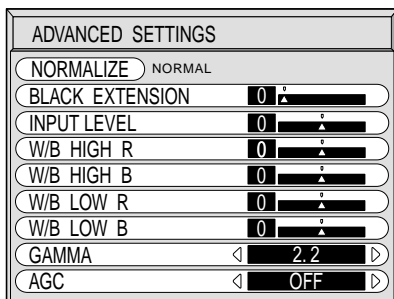 ADVANCED SETTINGS
NORMALIZE NORMAL
BLACK EXTENSION 0
INPUT LEVEL 0
W/B HIGH R 0
W/B HIGH B 0
W/B LOW R 0
W/B LOW B 0
GAMMA 2.2
AGC OFF